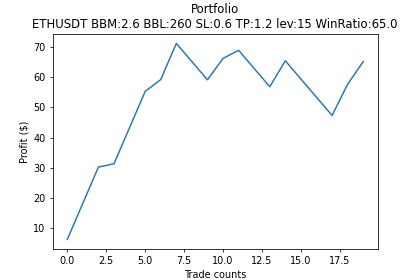 Portfolio
ETHUSDT BBM:2.6 BBL:260 SL:0.6 TP:1.2 lev:15 WinRatio:65.0
70
60
50
40
30
20
10
Profit ($)
0.0 2.5 5.0 7.5 10.0 12.5 15.0 17.5
Trade counts